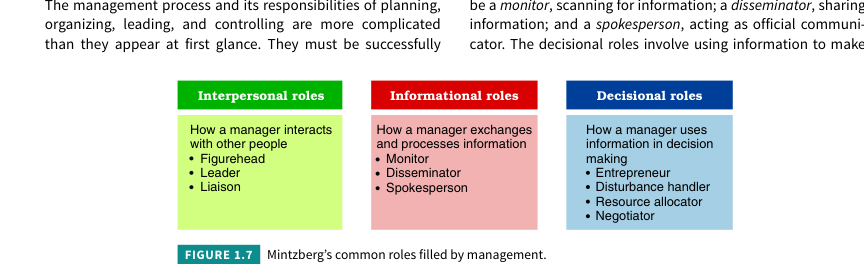 The management process and its responsibilities of planning,
organizing, leading, and controlling are more complicated
than they appear at first glance. They must be successfully
be a monitor, scanning for information; a disseminator, sharing
information; and a spokesperson, acting as official communi-
cator. The decisional roles involve using information to make
Interpersonal roles
How a manager interacts
with other people
• Figurehead
• Leader
• Liaison
Informational roles
How a manager exchanges
and processes information
• Monitor
• Disseminator
• Spokesperson
Decisional roles
How a manager uses
information in decision
making
• Entrepreneur
• Disturbance handler
• Resource allocator
• Negotiator
FIGURE 1.7 Mintzberg’s common roles filled by management.